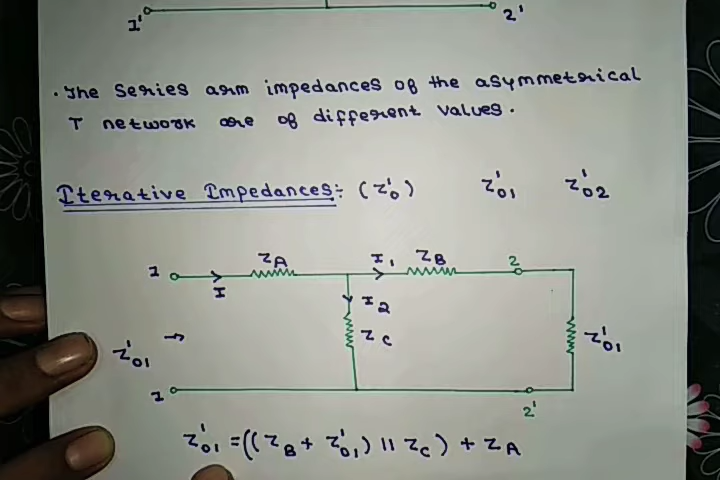 1' 2'
. The series arm impedances of the asymmetrical
T network are of different values.
Iterative Impedances:- (Z'o) Z'01 Z'02
1 I ZA I1 ZB 2
I2
ZC
Z'01 → Z'01
1 2'
Z'01 = ((ZB + Z'01) || ZC) + ZA